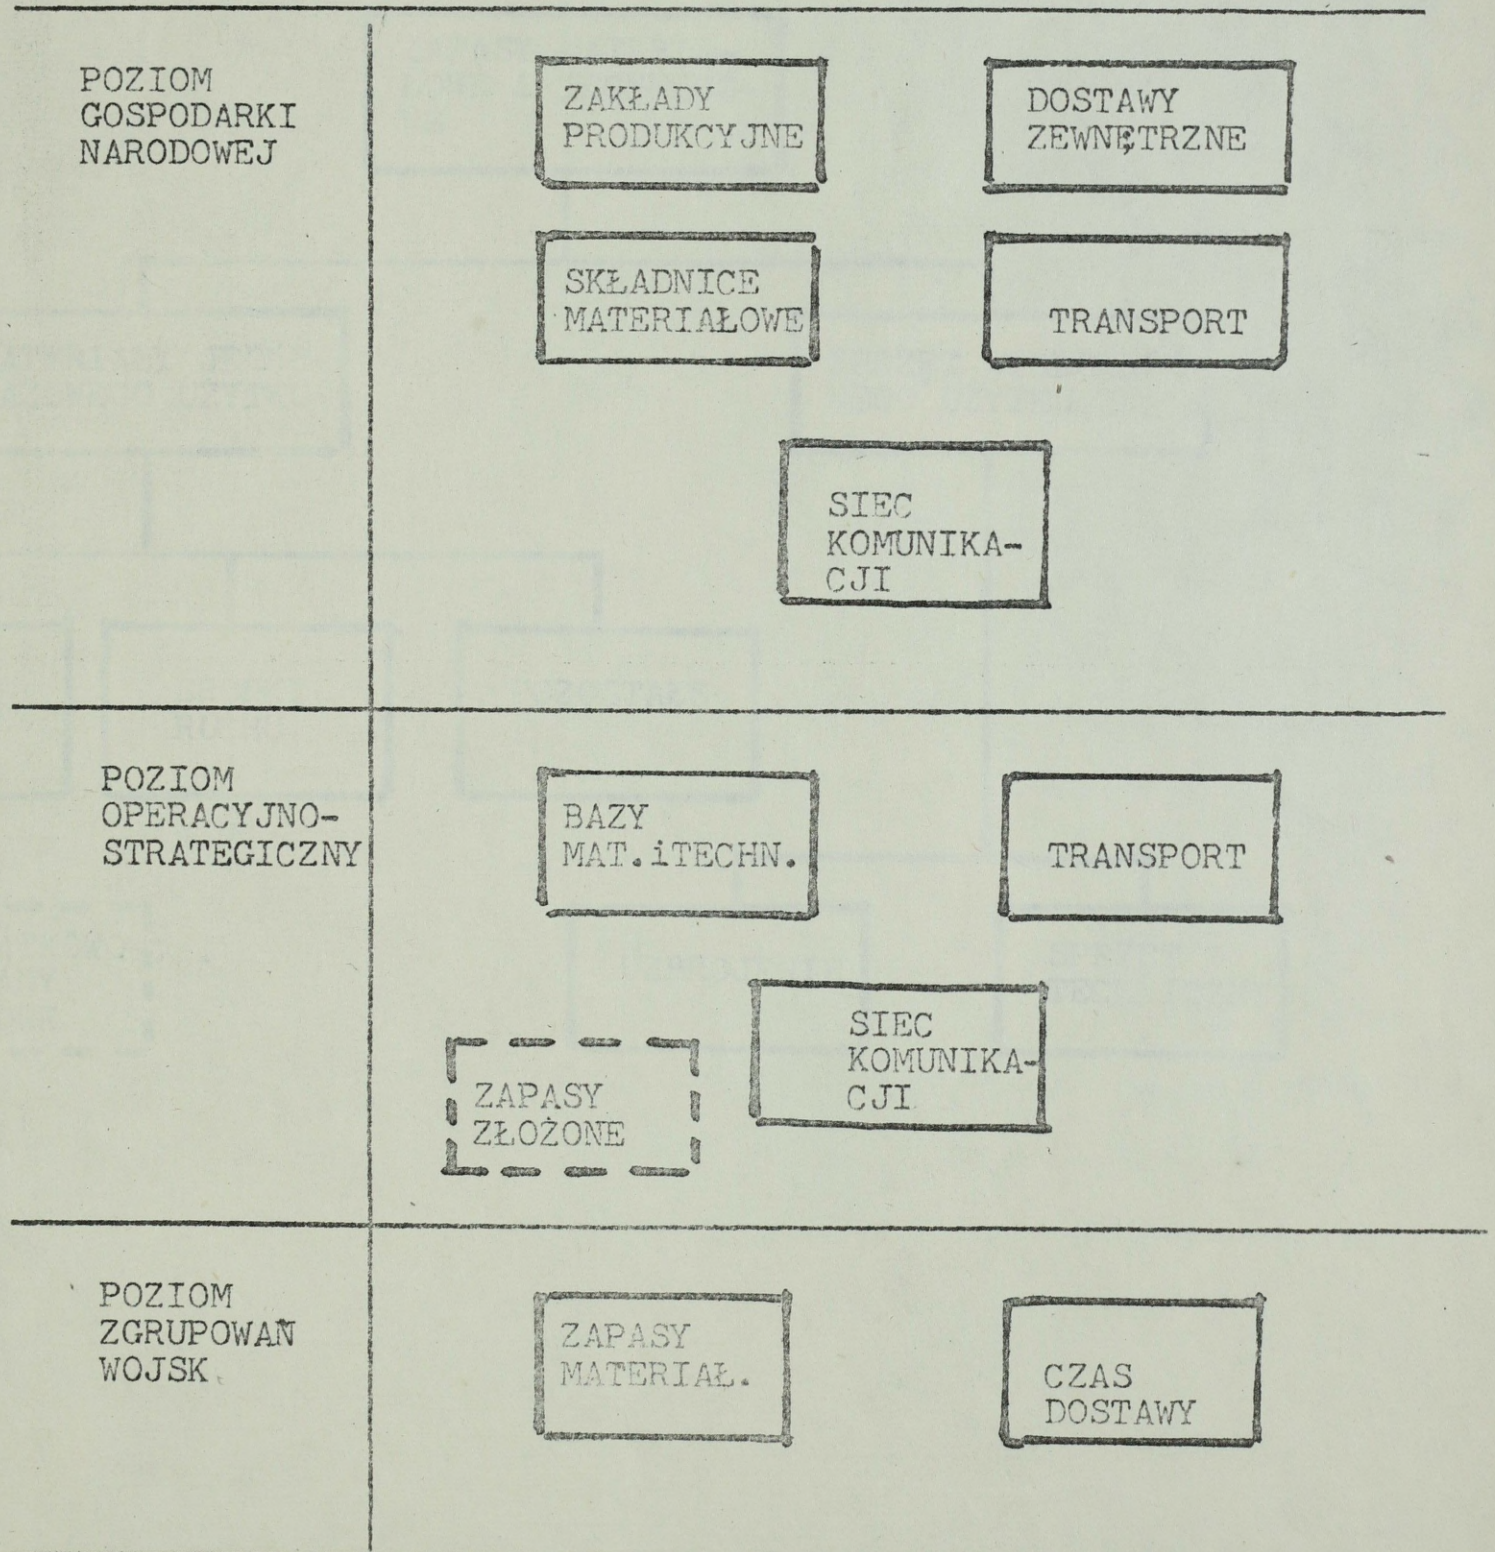 POZIOM
GOSPODARKI
NARODOWEJ
ZAKŁADY
PRODUKCYJNE
DOSTAWY
ZEWNĘTRZNE
SKŁADNICE
MATERIAŁOWE
TRANSPORT
SIEC
KOMUNIKA-
CJI
POZIOM
OPERACYJNO-
STRATEGICZNY
BAZY
MAT.iTECHN.
TRANSPORT
SIEC
KOMUNIKA-
CJI
ZAPASY
ZŁOŻONE
POZIOM
ZGRUPOWAŃ
WOJSK
ZAPASY
MATERIAŁ.
CZAS
DOSTAWY